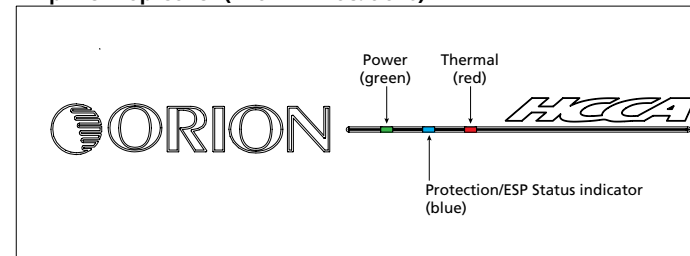 Power
(green)
Thermal
(red)
ORION
HCCA
Protection/ESP Status indicator
(blue)